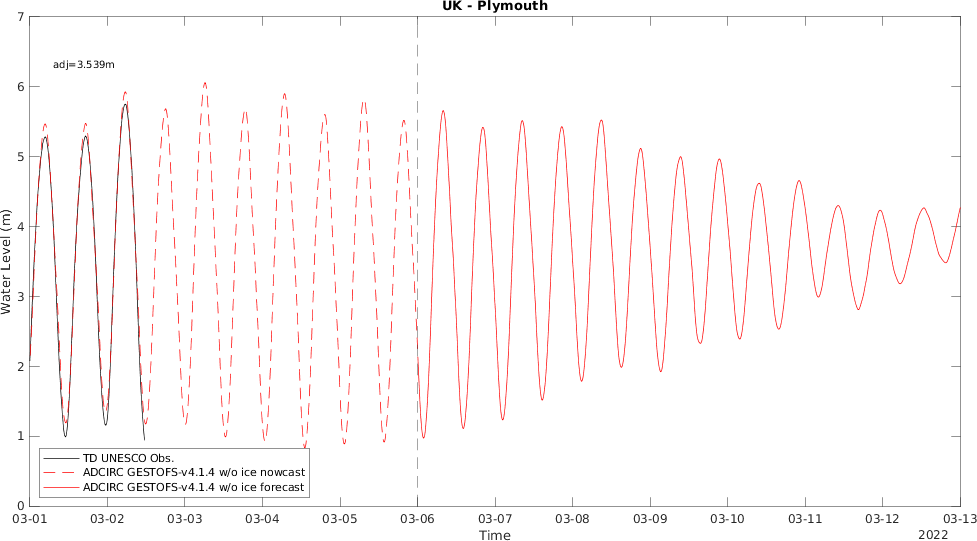 UK - Plymouth
adj=3.539m
Water Level (m)
7
6
5
4
3
2
1
0
TD UNESCO Obs.
ADCIRC GESTOFS-v4.1.4 w/o ice nowcast
ADCIRC GESTOFS-v4.1.4 w/o ice forecast
03-01 03-02 03-03 03-04 03-05 03-06 03-07 03-08 03-09 03-10 03-11 03-12 03-13
Time
2022